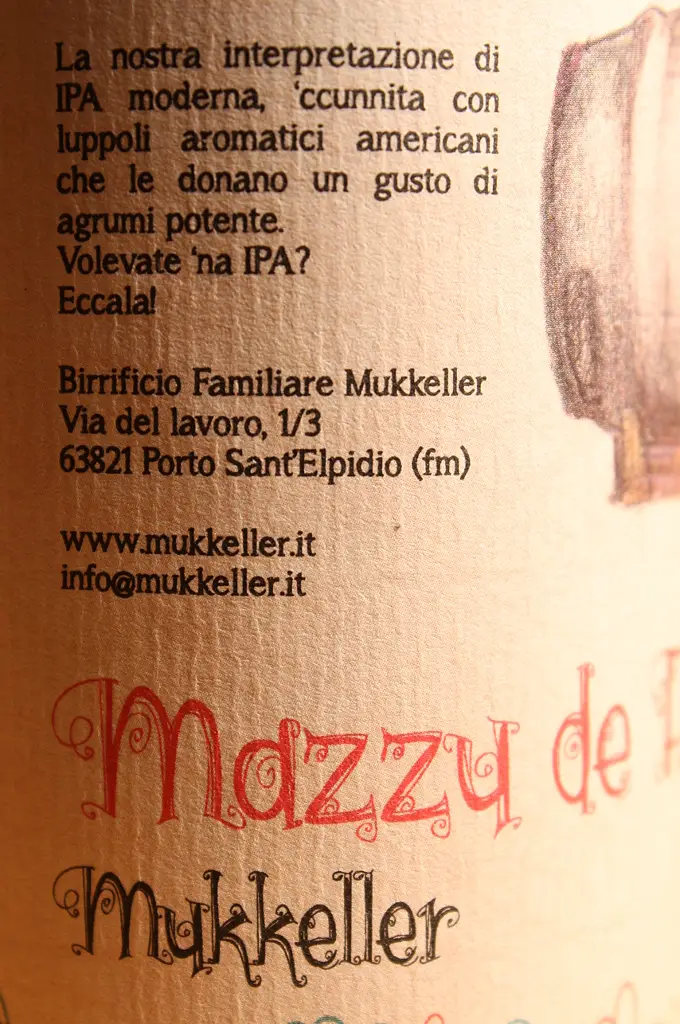 La nostra interpretazione di
IPA moderna, 'ccunnita con
luppoli aromatici americani
che le donano un gusto di
agrumi potente.
Volevate 'na IPA?
Eccala!
Birrificio Familiare Mukkeller
Via del lavoro, 1/3
63821 Porto Sant'Elpidio (fm)
www.mukkeller.it
info@mukkeller.it
Mazzu de
Mukkeller